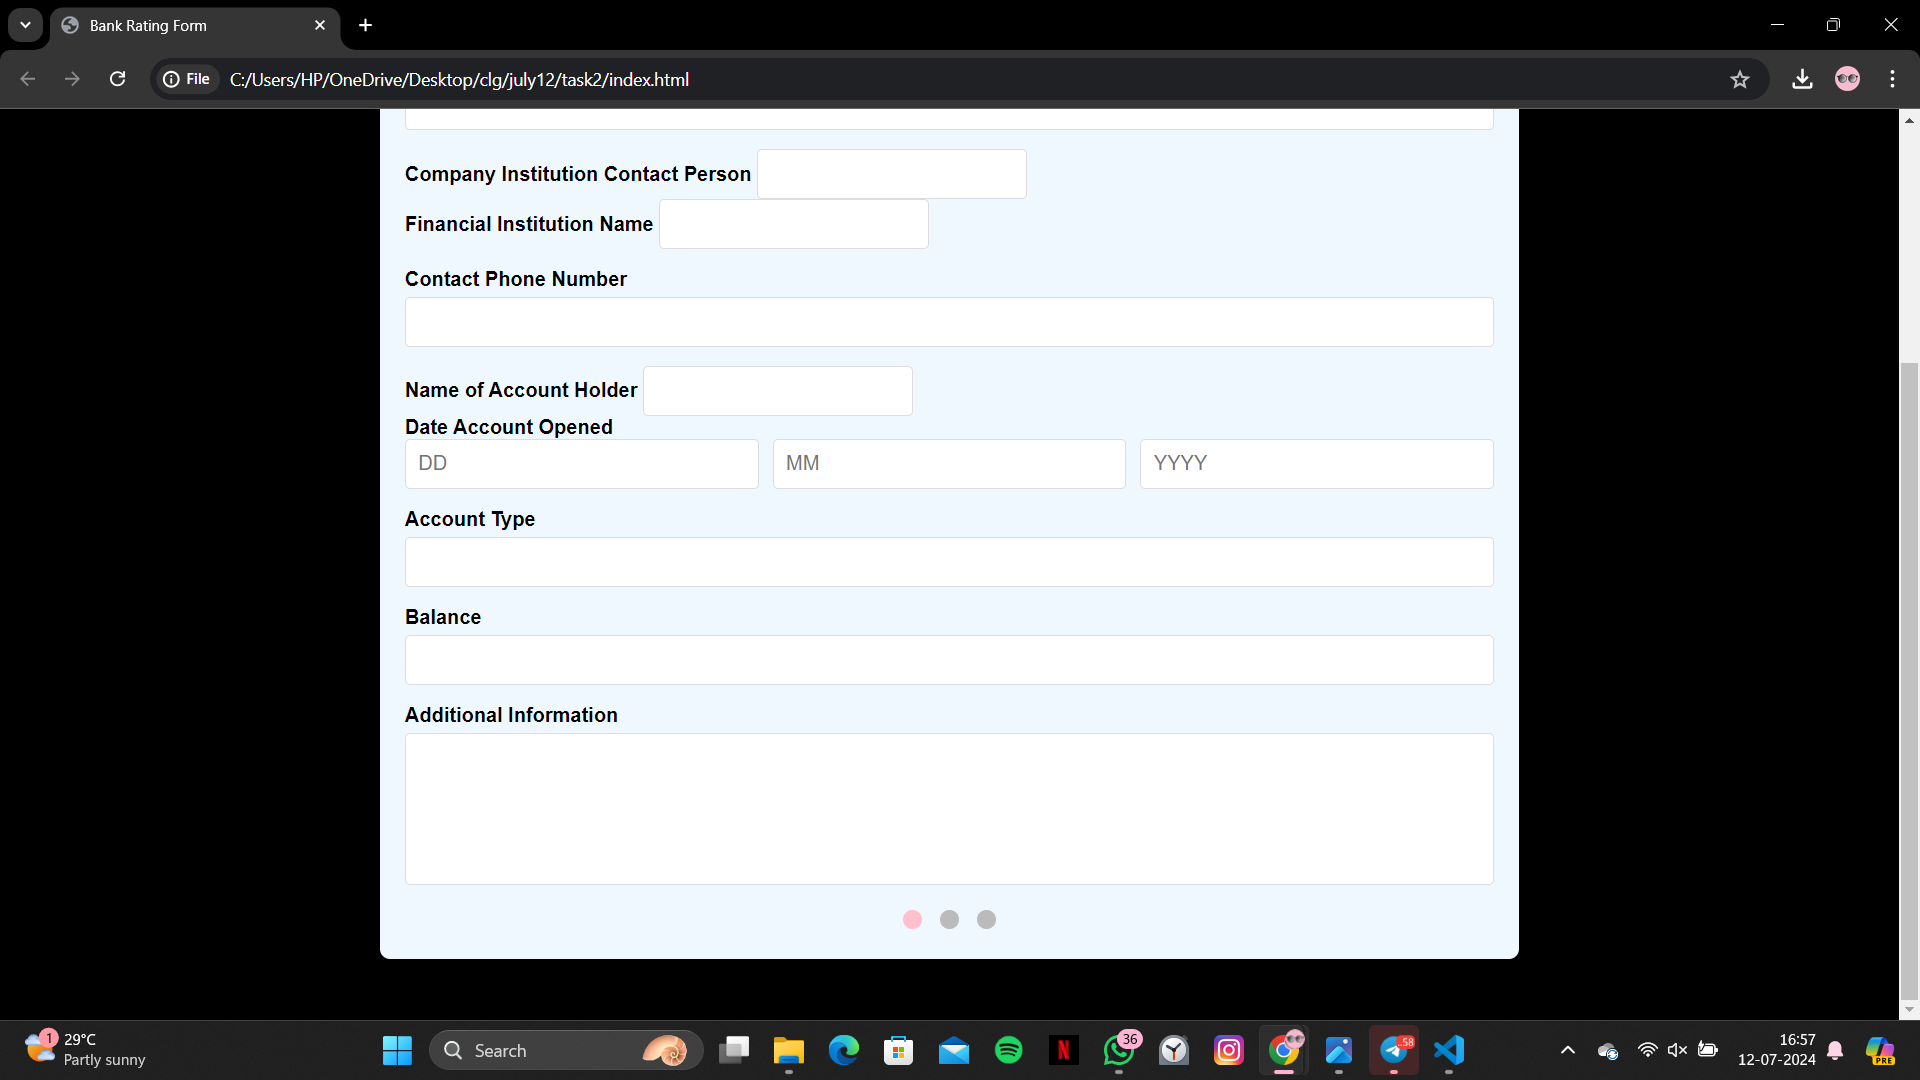 Bank Rating Form
File
C:/Users/HP/OneDrive/Desktop/clg/july12/task2/index.html
Company Institution Contact Person
Financial Institution Name
Contact Phone Number
Name of Account Holder
Date Account Opened
DD MM YYYY
Account Type
Balance
Additional Information
1
29°C
Partly sunny
Search
N
36
.58
16:57
12-07-2024
PRE